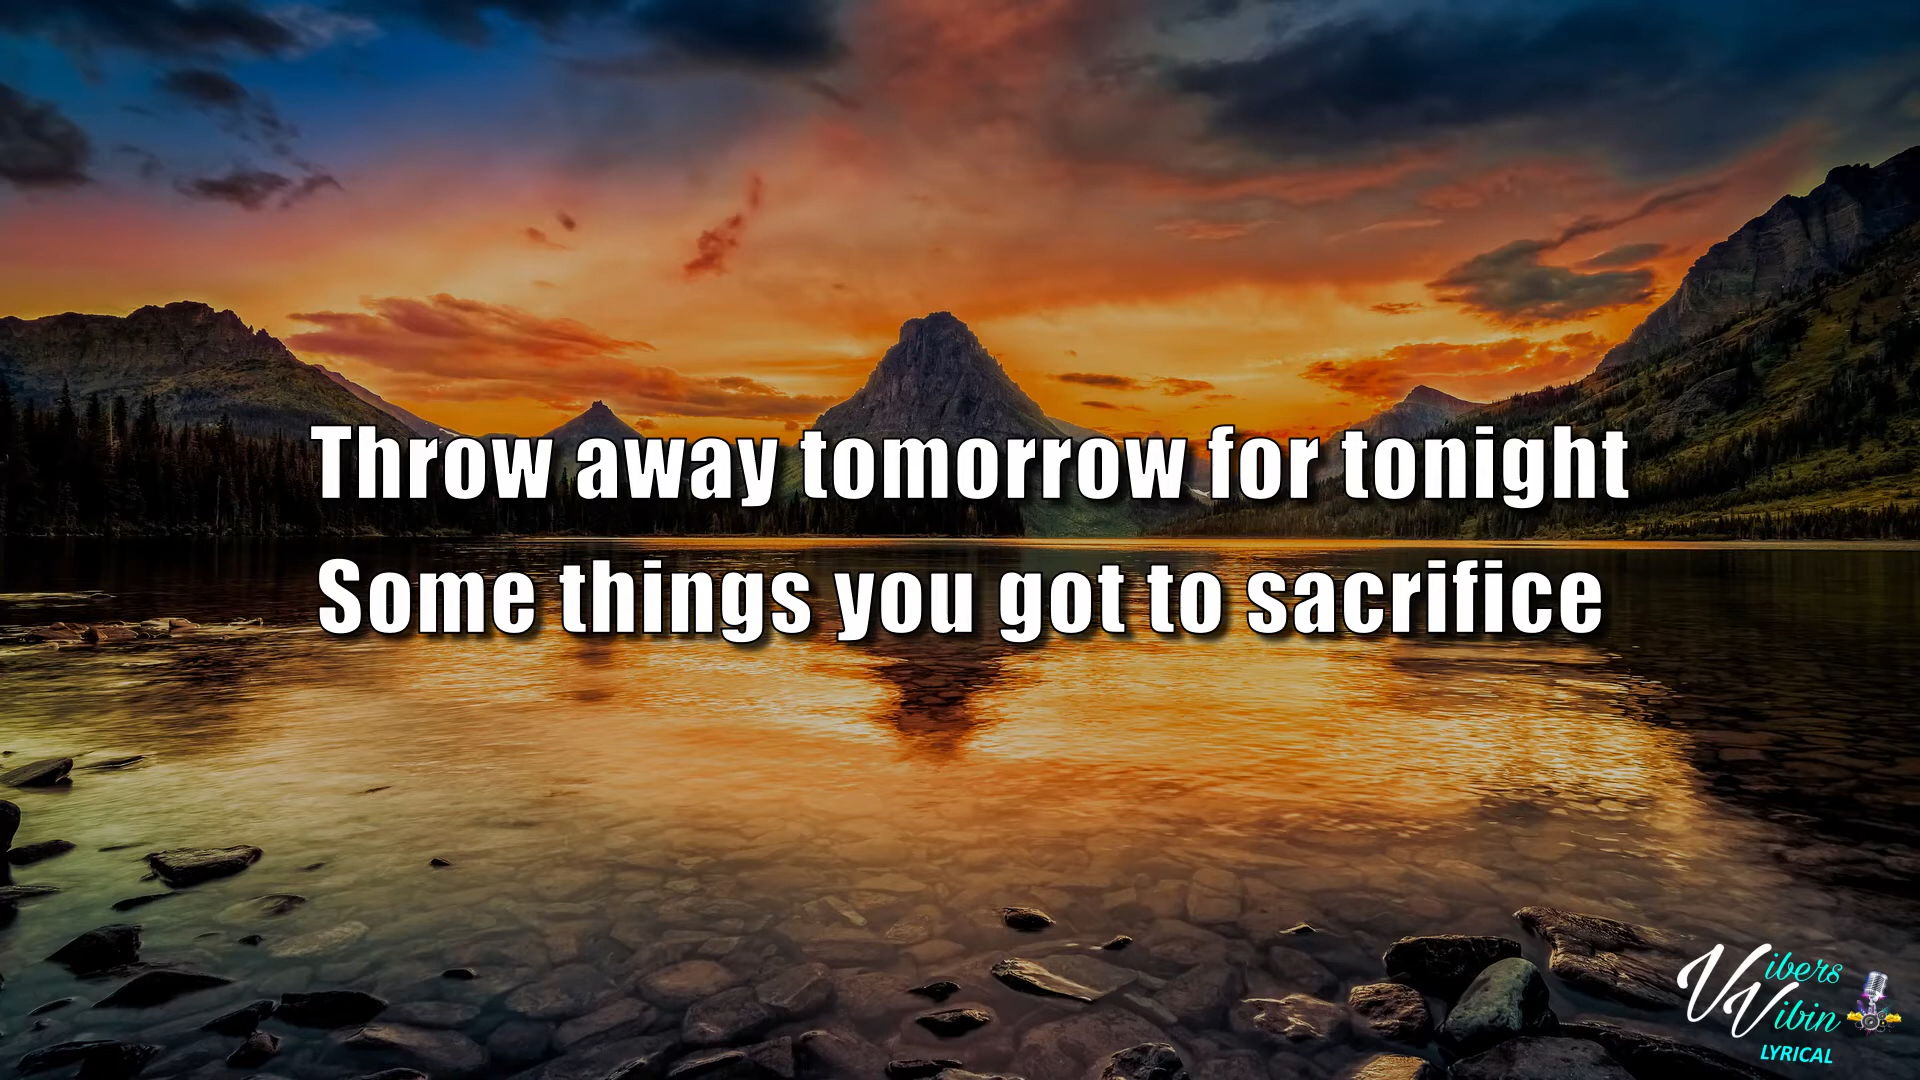 Throw away tomorrow for tonight
Some things you got to sacrifice
Vibers
Vibin
LYRICAL